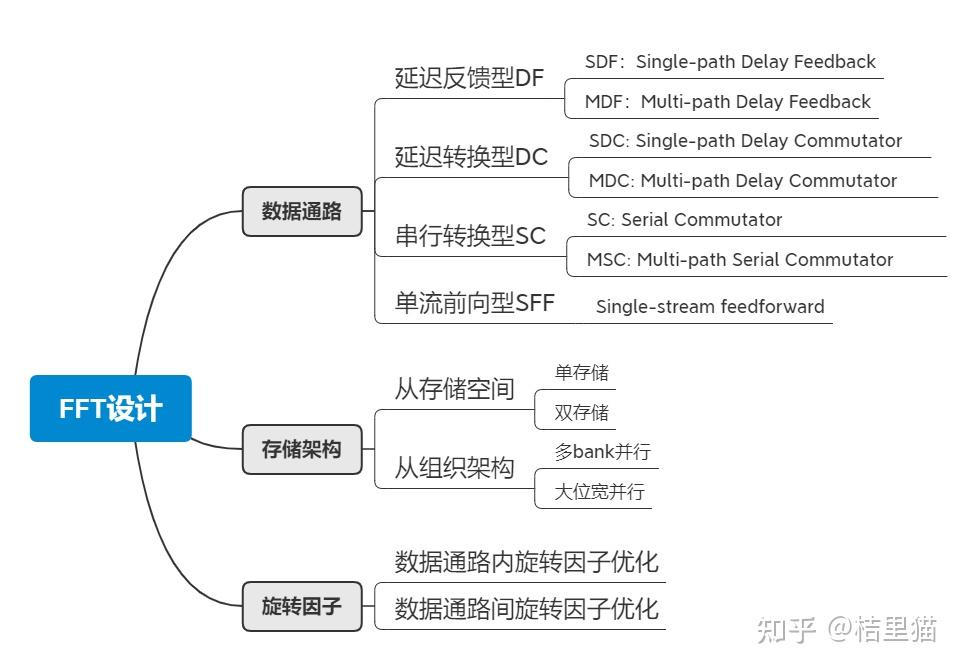 FFT设计
数据通路
延迟反馈型DF
SDF：Single-path Delay Feedback
MDF：Multi-path Delay Feedback
延迟转换型DC
SDC: Single-path Delay Commutator
MDC: Multi-path Delay Commutator
串行转换型SC
SC: Serial Commutator
MSC: Multi-path Serial Commutator
单流前向型SFF
Single-stream feedforward
存储架构
从存储空间
单存储
双存储
从组织架构
多bank并行
大位宽并行
旋转因子
数据通路内旋转因子优化
数据通路间旋转因子优化
知乎 @桔里猫